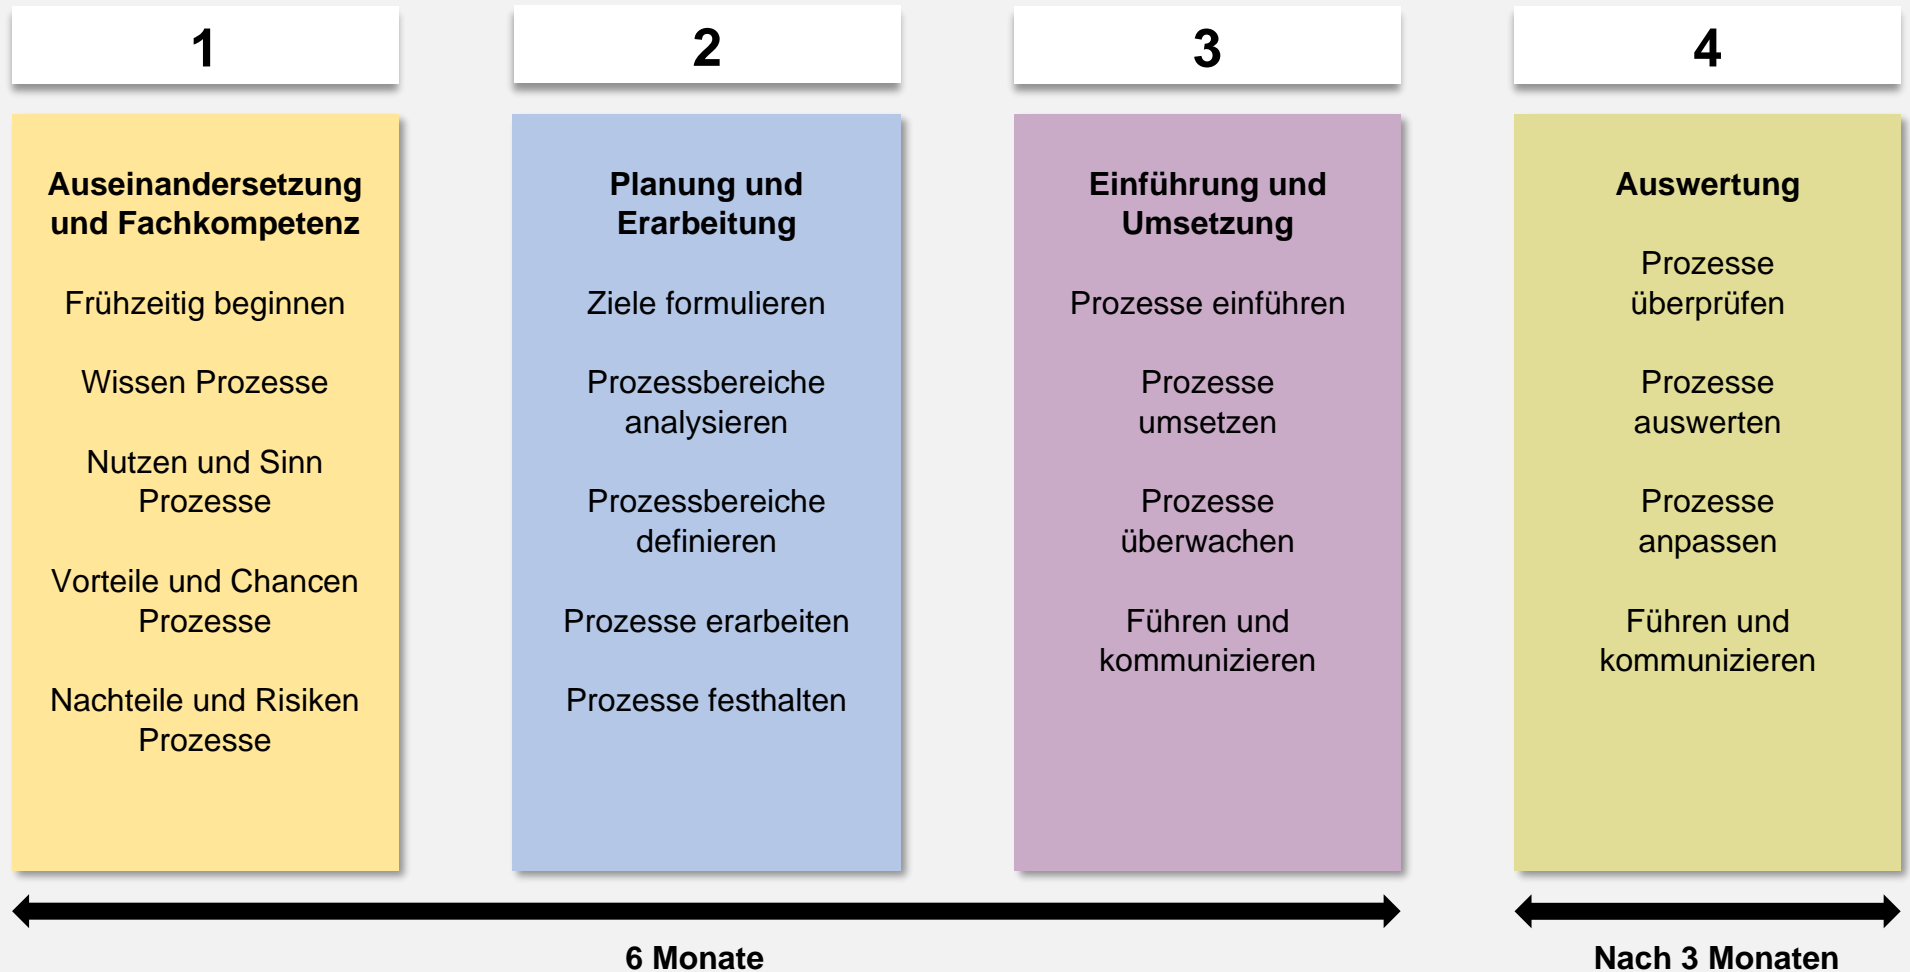 1
Auseinandersetzung
und Fachkompetenz
Frühzeitig beginnen
Wissen Prozesse
Nutzen und Sinn
Prozesse
Vorteile und Chancen
Prozesse
Nachteile und Risiken
Prozesse
2
Planung und
Erarbeitung
Ziele formulieren
Prozessbereiche
analysieren
Prozessbereiche
definieren
Prozesse erarbeiten
Prozesse festhalten
3
Einführung und
Umsetzung
Prozesse einführen
Prozesse
umsetzen
Prozesse
überwachen
Führen und
kommunizieren
4
Auswertung
Prozesse
überprüfen
Prozesse
auswerten
Prozesse
anpassen
Führen und
kommunizieren
6 Monate
Nach 3 Monaten